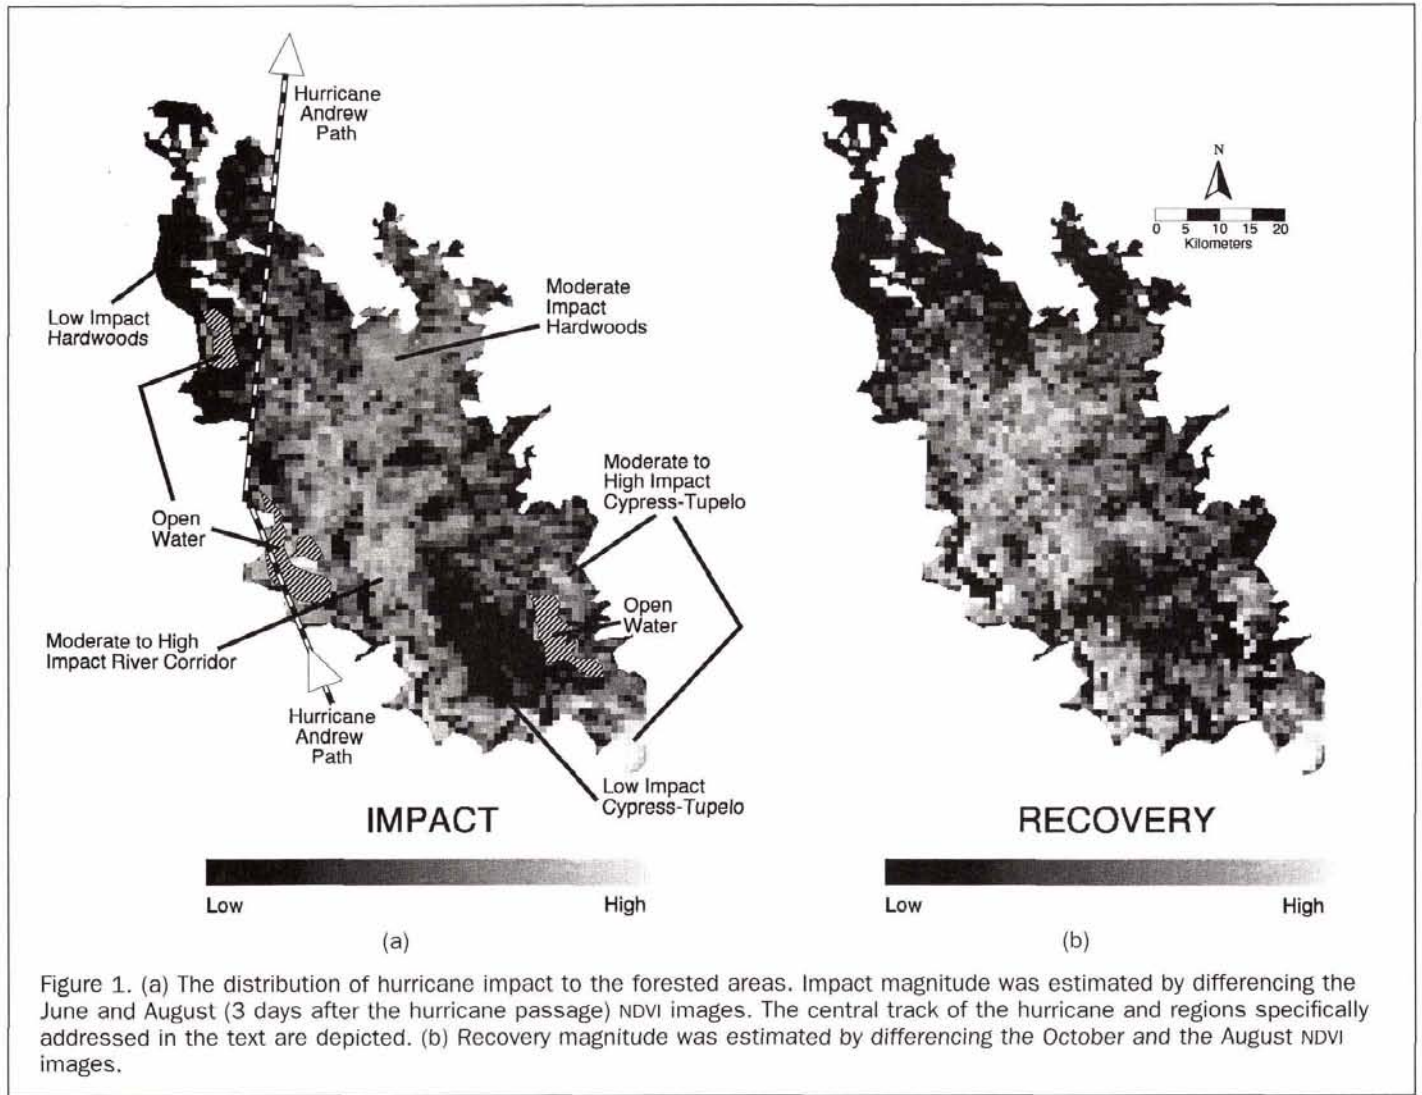 Hurricane
Andrew
Path
Low Impact
Hardwoods
Moderate
Impact
Hardwoods
Open
Water
Moderate to
High Impact
Cypress-Tupelo
Open
Water
Moderate to High
Impact River Corridor
Hurricane
Andrew
Path
Low Impact
Cypress-Tupelo
IMPACT
Low High
(a)
N
0 5 10 15 20
Kilometers
RECOVERY
Low High
(b)
Figure 1. (a) The distribution of hurricane impact to the forested areas. Impact magnitude was estimated by differencing the
June and August (3 days after the hurricane passage) NDVI images. The central track of the hurricane and regions specifically
addressed in the text are depicted. (b) Recovery magnitude was estimated by differencing the October and the August NDVI
images.